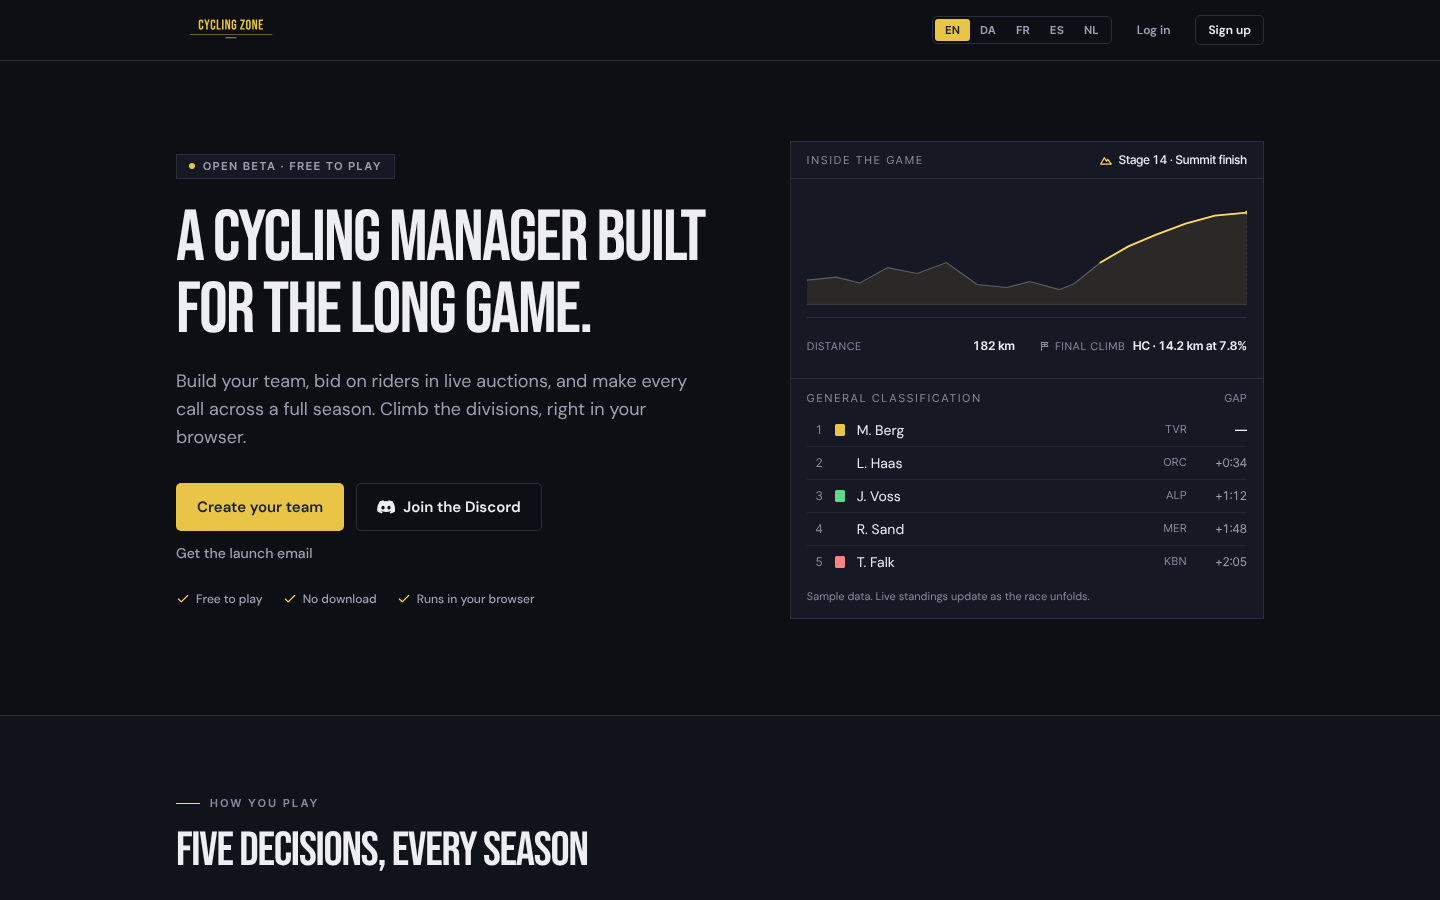 CYCLING ZONE
EN DA FR ES NL
Log in
Sign up
OPEN BETA · FREE TO PLAY
A CYCLING MANAGER BUILT
FOR THE LONG GAME.
Build your team, bid on riders in live auctions, and make every
call across a full season. Climb the divisions, right in your
browser.
Create your team
Join the Discord
Get the launch email
Free to play
No download
Runs in your browser
INSIDE THE GAME
Stage 14 · Summit finish
DISTANCE 182 km
FINAL CLIMB HC · 14.2 km at 7.8%
GENERAL CLASSIFICATION GAP
1 M. Berg TVR —
2 L. Haas ORC +0:34
3 J. Voss ALP +1:12
4 R. Sand MER +1:48
5 T. Falk KBN +2:05
Sample data. Live standings update as the race unfolds.
HOW YOU PLAY
FIVE DECISIONS, EVERY SEASON